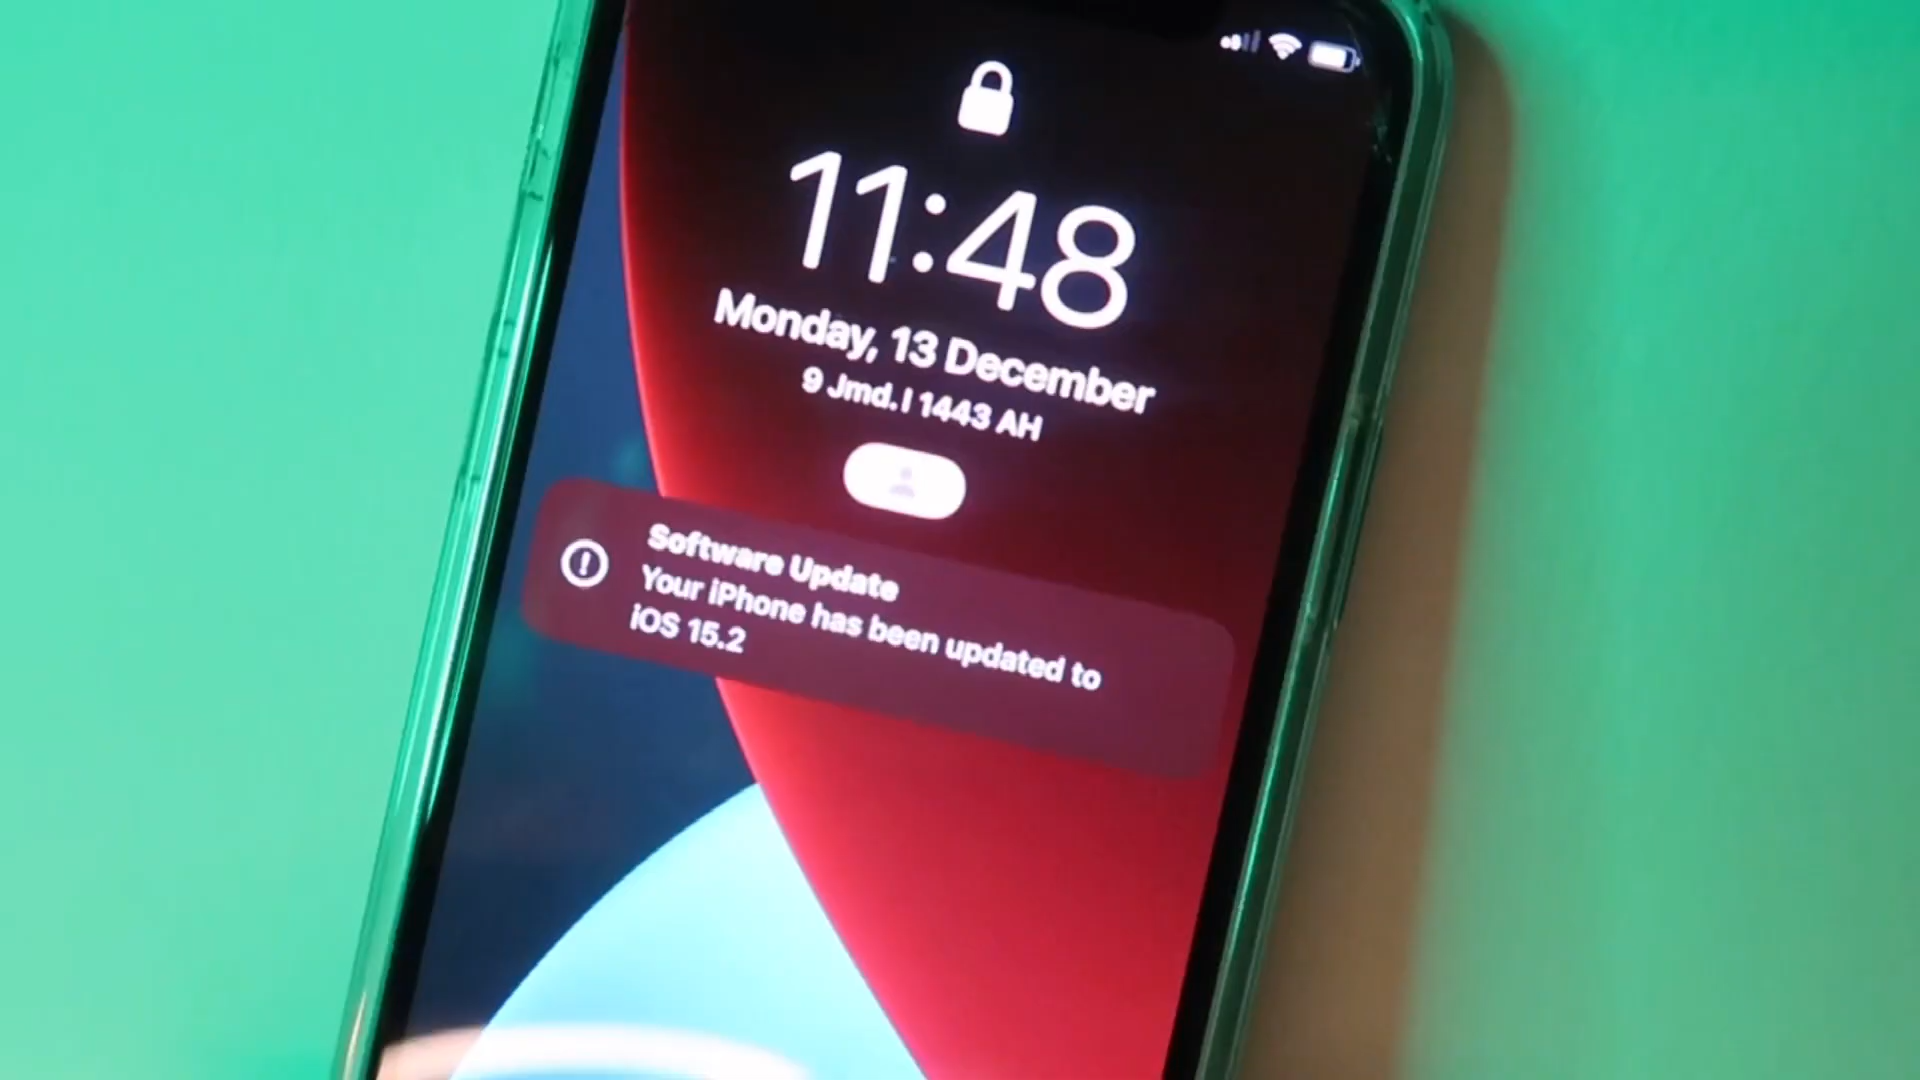 11:48
Monday, 13 December
9 Jmd. I 1443 AH
Software Update
Your iPhone has been updated to
iOS 15.2